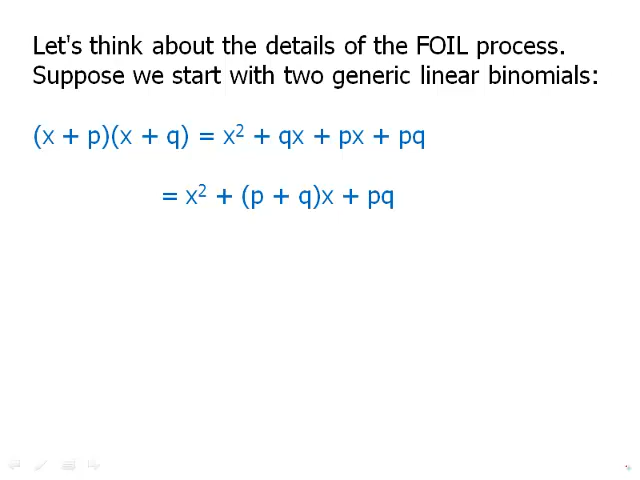 Let's think about the details of the FOIL process.
Suppose we start with two generic linear binomials:
(x + p)(x + q) = x² + qx + px + pq
= x² + (p + q)x + pq